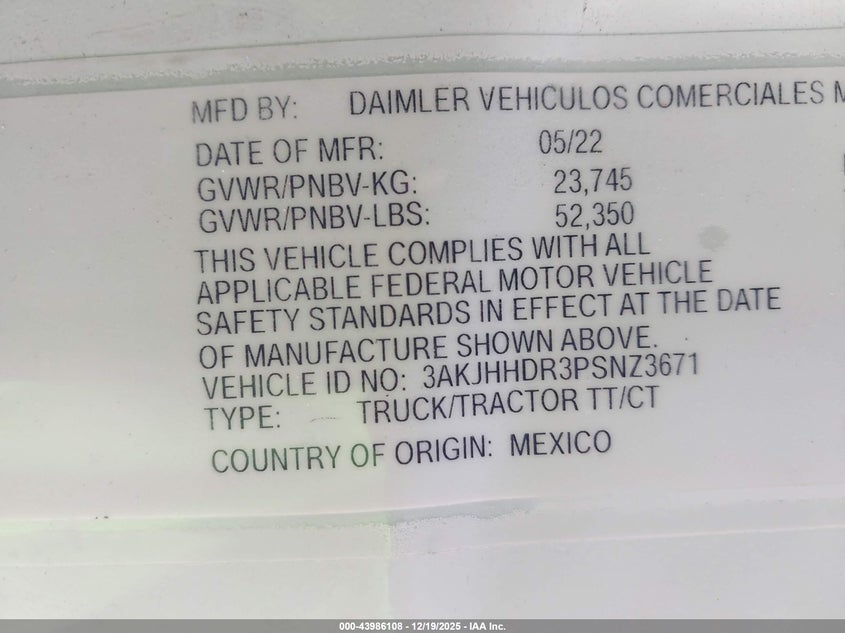 MFD BY: DAIMLER VEHICULOS COMERCIALES M
DATE OF MFR: 05/22
GVWR/PNBV-KG: 23,745
GVWR/PNBV-LBS: 52,350
THIS VEHICLE COMPLIES WITH ALL
APPLICABLE FEDERAL MOTOR VEHICLE
SAFETY STANDARDS IN EFFECT AT THE DATE
OF MANUFACTURE SHOWN ABOVE.
VEHICLE ID NO: 3AKJHHDR3PSNZ3671
TYPE: TRUCK/TRACTOR TT/CT
COUNTRY OF ORIGIN: MEXICO
000-43986108 - 12/19/2025 - IAA Inc.